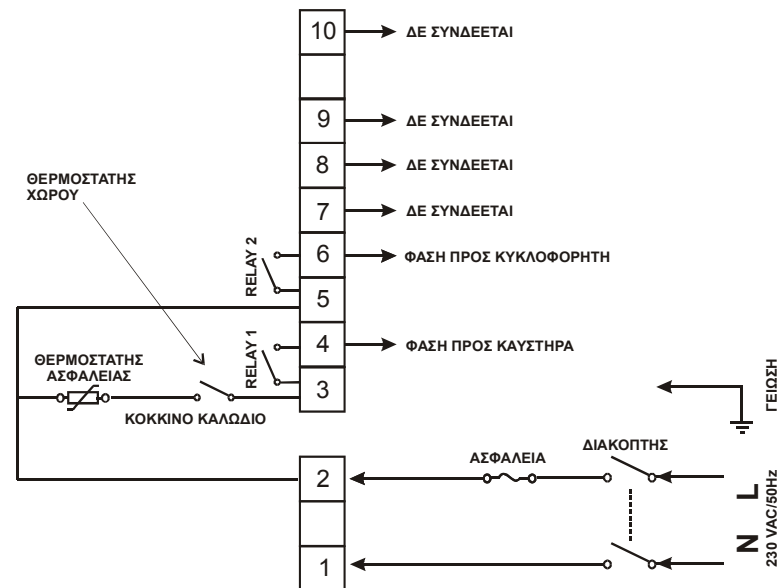 10 ΔΕ ΣΥΝΔΕΕΤΑΙ
9 ΔΕ ΣΥΝΔΕΕΤΑΙ
8 ΔΕ ΣΥΝΔΕΕΤΑΙ
7 ΔΕ ΣΥΝΔΕΕΤΑΙ
ΘΕΡΜΟΣΤΑΤΗΣ
ΧΩΡΟΥ
RELAY 2
6 ΦΑΣΗ ΠΡΟΣ ΚΥΚΛΟΦΟΡΗΤΗ
5
RELAY 1
4 ΦΑΣΗ ΠΡΟΣ ΚΑΥΣΤΗΡΑ
ΘΕΡΜΟΣΤΑΤΗΣ
ΑΣΦΑΛΕΙΑΣ
3
ΚΟΚΚΙΝΟ ΚΑΛΩΔΙΟ
ΓΕΙΩΣΗ
2
ΑΣΦΑΛΕΙΑ
ΔΙΑΚΟΠΤΗΣ
1
N L
230 VAC/50Hz